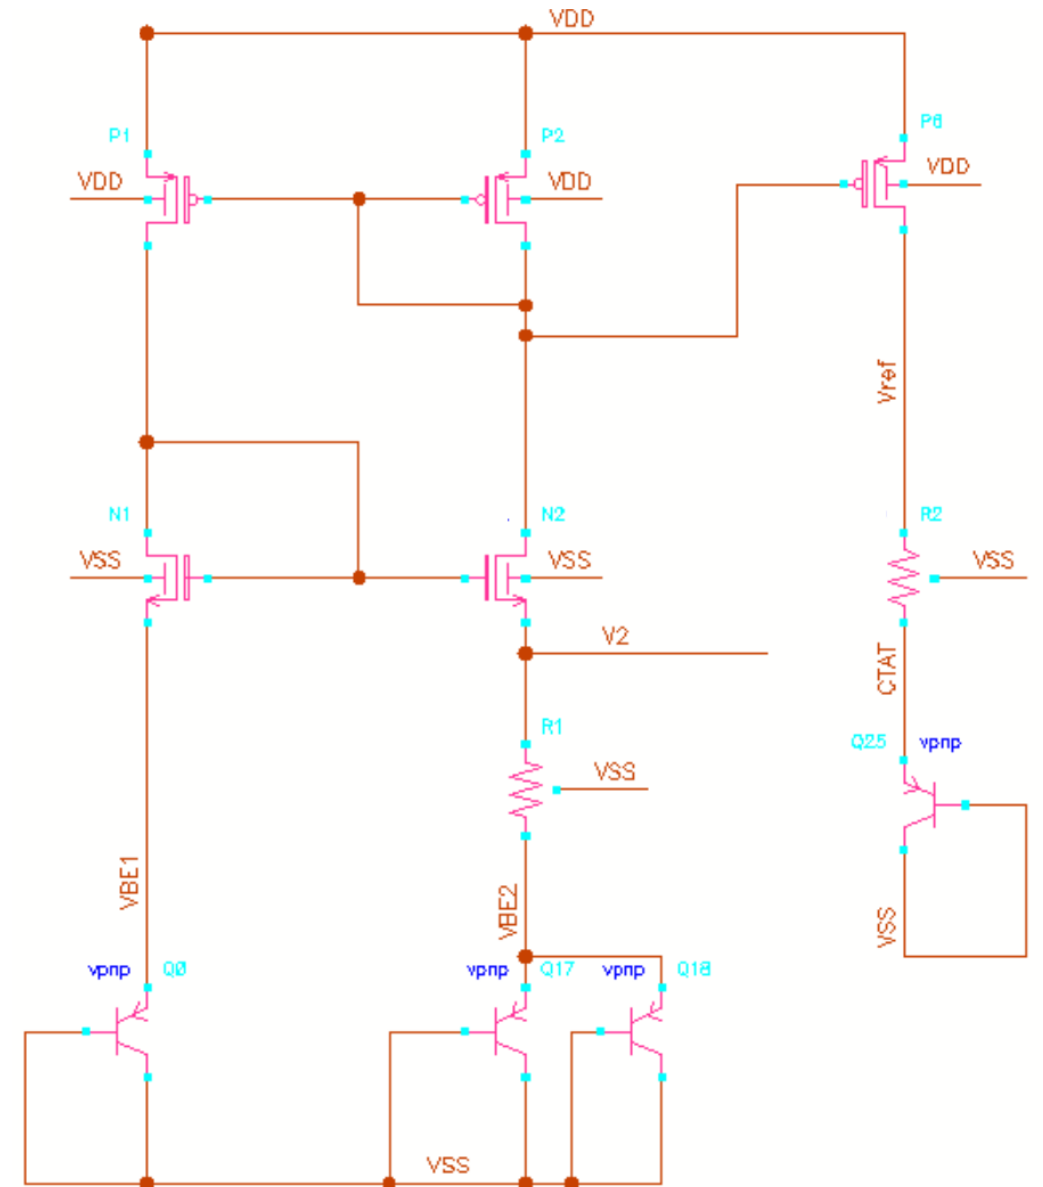 VDD
P1
P2
P6
VDD
VDD
VDD
Vref
N1
N2
R2
VSS
VSS
VSS
V2
CTAT
R1
Q25 vpnp
VSS
VBE1
VBE2
VSS
vpnp Q0
vpnp Q17
vpnp Q18
VSS